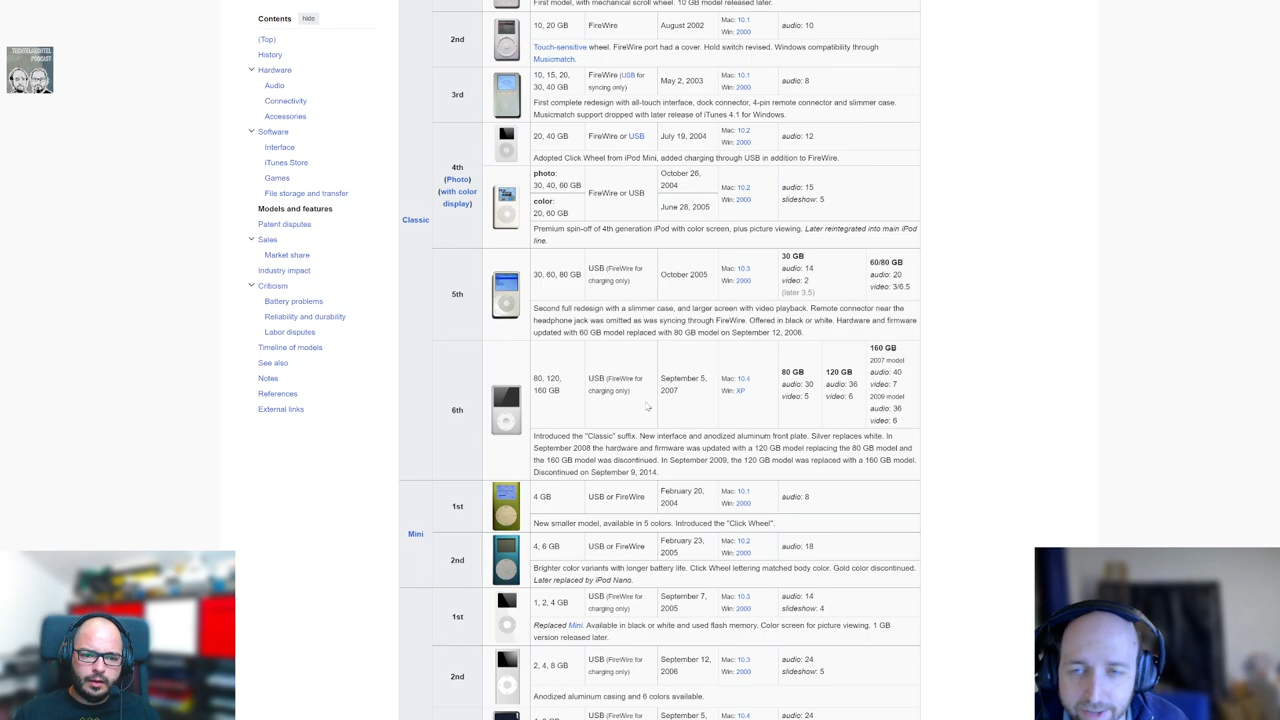 Contents hide
(Top)
History
Hardware
Audio
Connectivity
Accessories
Software
Interface
iTunes Store
Games
File storage and transfer
Models and features
Patent disputes
Sales
Market share
Industry impact
Criticism
Battery problems
Reliability and durability
Labor disputes
Timeline of models
See also
Notes
References
External links
TECHTELMECHTEL
PODCAST
First model, with mechanical scroll wheel. 10 GB model released later.
Classic
2nd
10, 20 GB
FireWire
August 2002
Mac: 10.1
Win: 2000
audio: 10
Touch-sensitive wheel. FireWire port had a cover. Hold switch revised. Windows compatibility through
Musicmatch.
3rd
10, 15, 20,
30, 40 GB
FireWire (USB for
syncing only)
May 2, 2003
Mac: 10.1
Win: 2000
audio: 8
First complete redesign with all-touch interface, dock connector, 4-pin remote connector and slimmer case.
Musicmatch support dropped with later release of iTunes 4.1 for Windows.
4th
(Photo)
(with color
display)
20, 40 GB
FireWire or USB
July 19, 2004
Mac: 10.2
Win: 2000
audio: 12
Adopted Click Wheel from iPod Mini, added charging through USB in addition to FireWire.
photo:
30, 40, 60 GB
color:
20, 60 GB
FireWire or USB
October 26,
2004
June 28, 2005
Mac: 10.2
Win: 2000
audio: 15
slideshow: 5
Premium spin-off of 4th generation iPod with color screen, plus picture viewing. Later reintegrated into main iPod
line.
5th
30, 60, 80 GB
USB (FireWire for
charging only)
October 2005
Mac: 10.3
Win: 2000
30 GB
audio: 14
video: 2
(later 3.5)
60/80 GB
audio: 20
video: 3/6.5
Second full redesign with a slimmer case, and larger screen with video playback. Remote connector near the
headphone jack was omitted as was syncing through FireWire. Offered in black or white. Hardware and firmware
updated with 60 GB model replaced with 80 GB model on September 12, 2006.
6th
80, 120,
160 GB
USB (FireWire for
charging only)
September 5,
2007
Mac: 10.4
Win: XP
80 GB
audio: 30
video: 5
120 GB
audio: 36
video: 6
160 GB
2007 model
audio: 40
video: 7
2009 model
audio: 36
video: 6
Introduced the "Classic" suffix. New interface and anodized aluminum front plate. Silver replaces white. In
September 2008 the hardware and firmware was updated with a 120 GB model replacing the 80 GB model and
the 160 GB model was discontinued. In September 2009, the 120 GB model was replaced with a 160 GB model.
Discontinued on September 9, 2014.
Mini
1st
4 GB
USB or FireWire
February 20,
2004
Mac: 10.1
Win: 2000
audio: 8
New smaller model, available in 5 colors. Introduced the "Click Wheel".
2nd
4, 6 GB
USB or FireWire
February 23,
2005
Mac: 10.2
Win: 2000
audio: 18
Brighter color variants with longer battery life. Click Wheel lettering matched body color. Gold color discontinued.
Later replaced by iPod Nano.
1st
1, 2, 4 GB
USB (FireWire for
charging only)
September 7,
2005
Mac: 10.3
Win: 2000
audio: 14
slideshow: 4
Replaced Mini. Available in black or white and used flash memory. Color screen for picture viewing. 1 GB
version released later.
2nd
2, 4, 8 GB
USB (FireWire for
charging only)
September 12,
2006
Mac: 10.3
Win: 2000
audio: 24
slideshow: 5
Anodized aluminum casing and 6 colors available.
USB (FireWire for
September 5,
Mac: 10.4
audio: 24